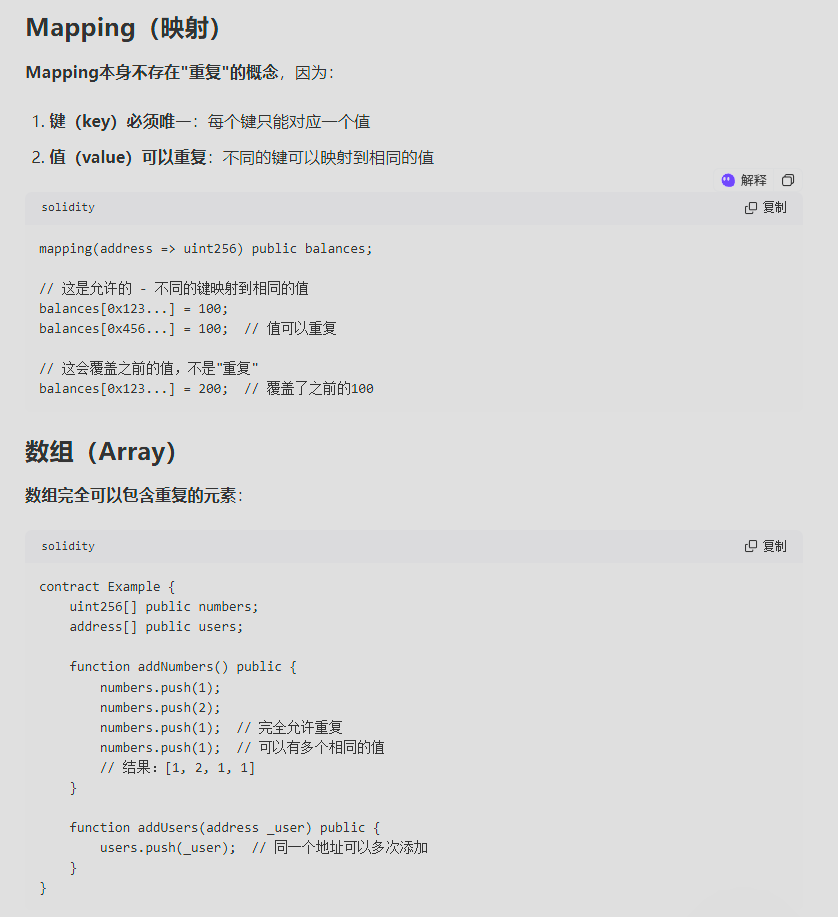 Mapping（映射）
Mapping本身不存在"重复"的概念，因为：
1. 键（key）必须唯一：每个键只能对应一个值
2. 值（value）可以重复：不同的键可以映射到相同的值
解释
solidity
复制
mapping(address => uint256) public balances;
// 这是允许的 - 不同的键映射到相同的值
balances[0x123...] = 100;
balances[0x456...] = 100;  // 值可以重复
// 这会覆盖之前的值，不是"重复"
balances[0x123...] = 200;  // 覆盖了之前的100
数组（Array）
数组完全可以包含重复的元素：
solidity
复制
contract Example {
    uint256[] public numbers;
    address[] public users;
    function addNumbers() public {
        numbers.push(1);
        numbers.push(2);
        numbers.push(1);  // 完全允许重复
        numbers.push(1);  // 可以有多个相同的值
        // 结果：[1, 2, 1, 1]
    }
    function addUsers(address _user) public {
        users.push(_user);  // 同一个地址可以多次添加
    }
}